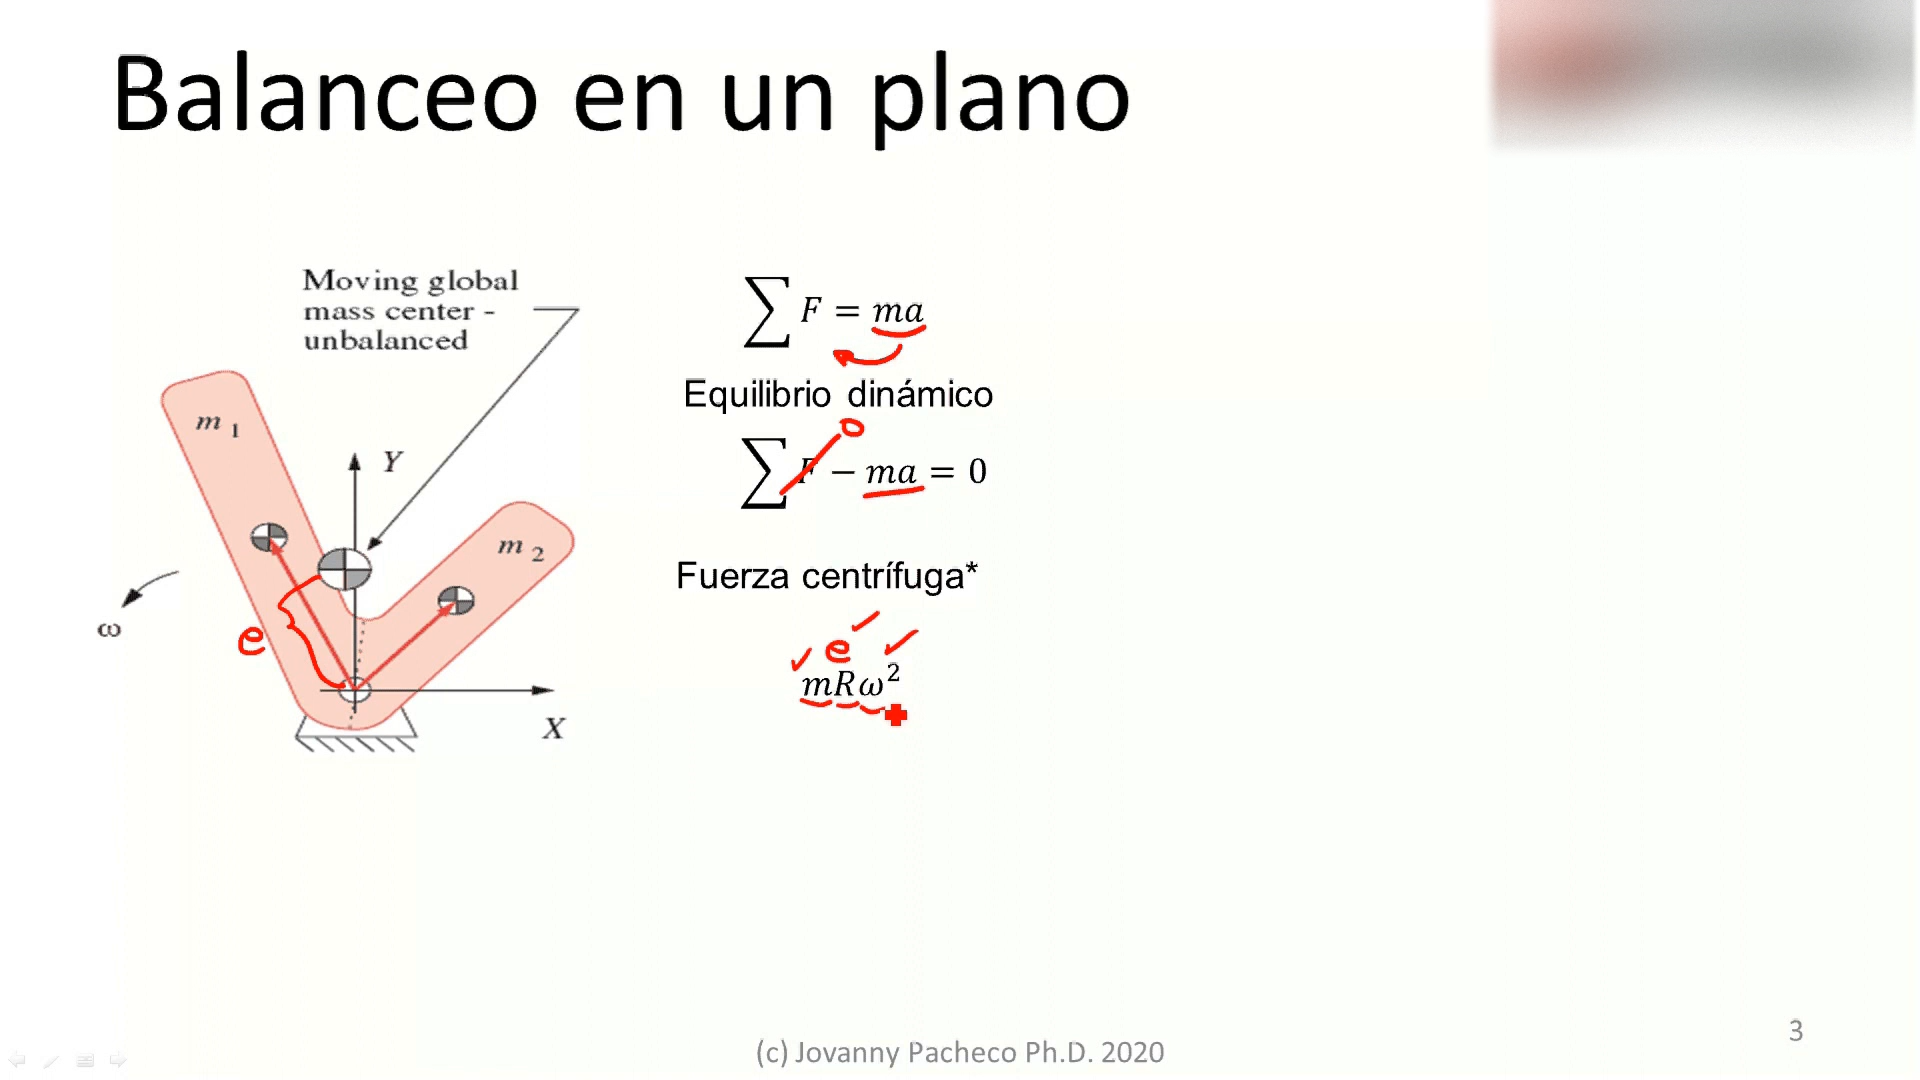 Balanceo en un plano
Moving global
mass center -
unbalanced
m 1
Y
m 2
ω
e
X
∑ F = ma
Equilibrio dinámico
0
∑ F − ma = 0
Fuerza centrífuga*
e
mRω²
(c) Jovanny Pacheco Ph.D. 2020
3